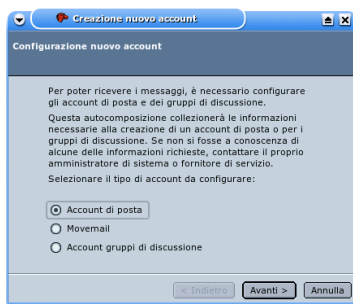 Creazione nuovo account
Configurazione nuovo account
Per poter ricevere i messaggi, è necessario configurare
gli account di posta e dei gruppi di discussione.
Questa autocomposizione collezionerà le informazioni
necessarie alla creazione di un account di posta o per i
gruppi di discussione. Se non si fosse a conoscenza di
alcune delle informazioni richieste, contattare il proprio
amministratore di sistema o fornitore di servizio.
Selezionare il tipo di account da configurare:
Account di posta
Movemail
Account gruppi di discussione
< Indietro Avanti > Annulla